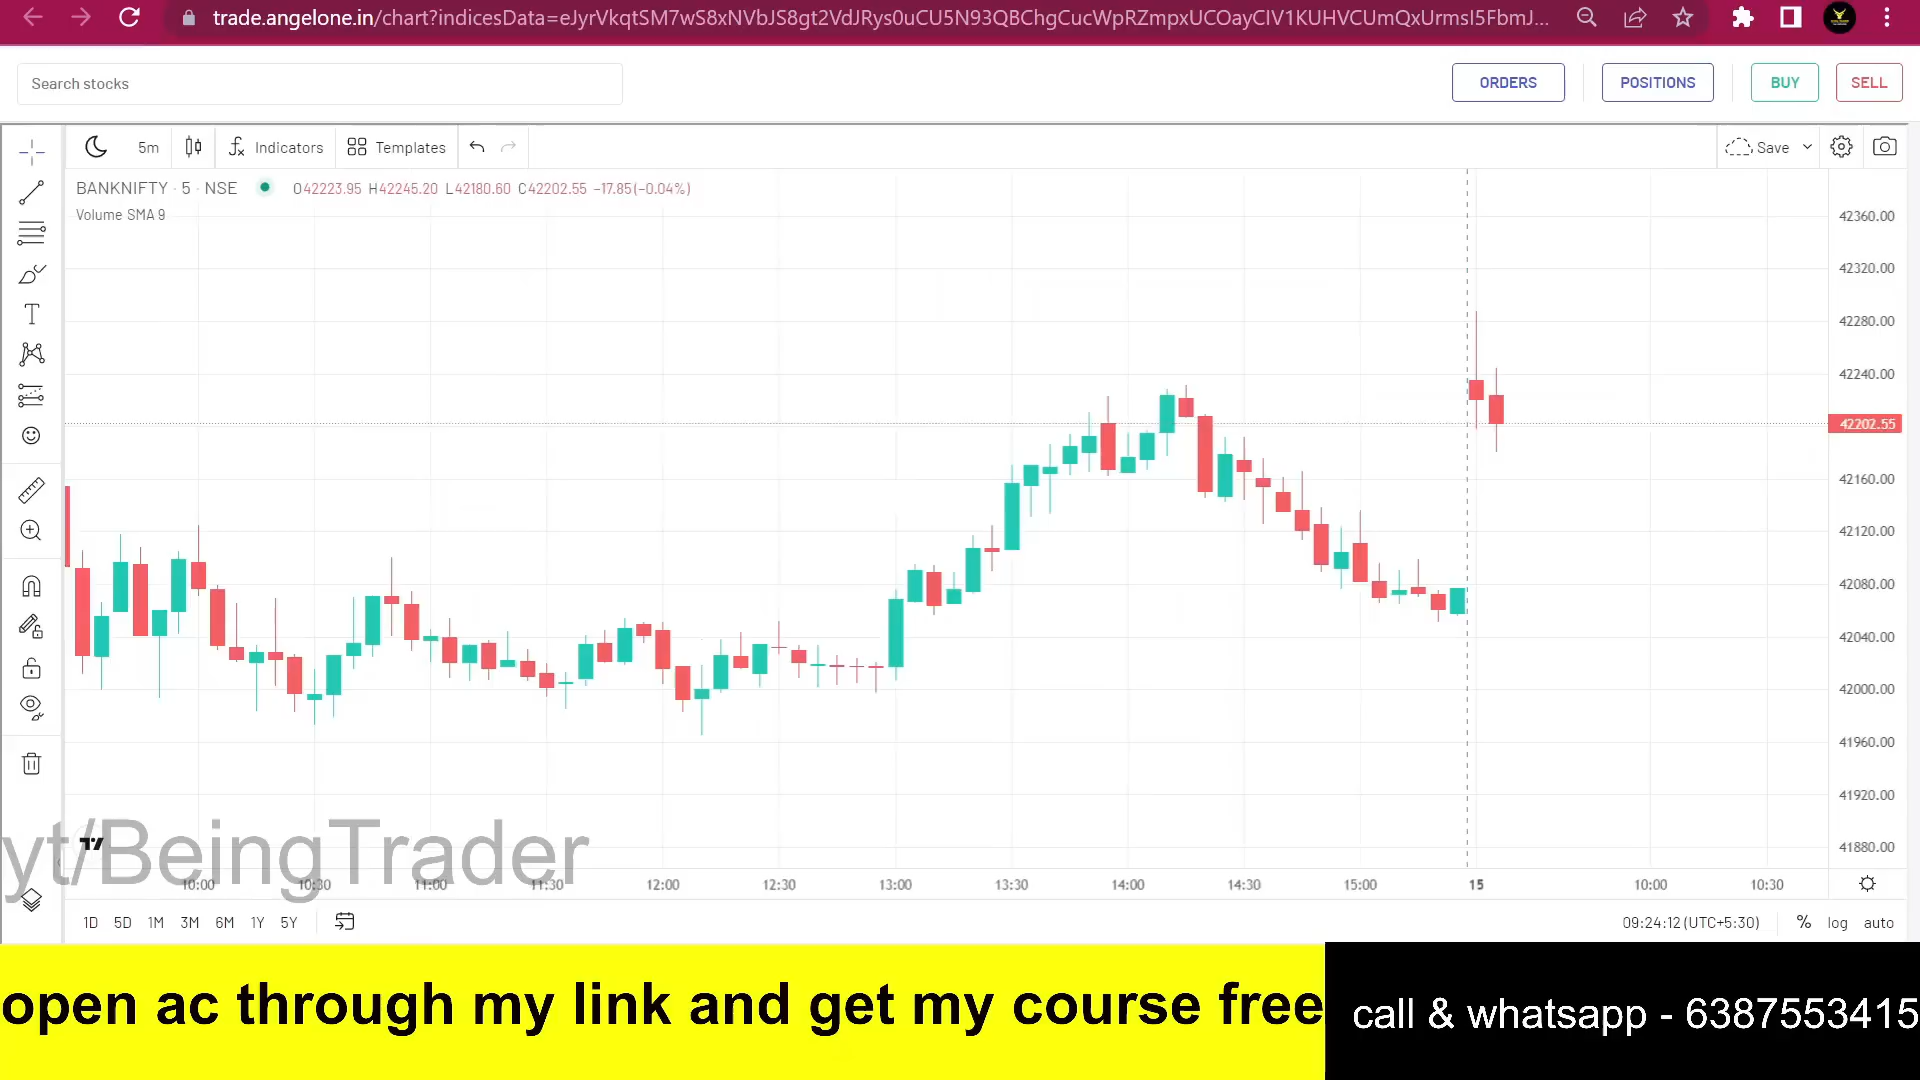 trade.angelone.in/chart?indicesData=eJyrVkqtSM7wS8xNVbJS8gt2VdJRys0uCU5N93QBChgCucWpRZmpxUCOayCIV1KUHVCUmQxUrmsI5FbmJ...
Search stocks
ORDERS
POSITIONS
BUY
SELL
5m
Indicators
Templates
Save
BANKNIFTY · 5 · NSE
O42223.95 H42245.20 L42180.60 C42202.55 −17.85 (−0.04%)
Volume SMA 9
42360.00
42320.00
42280.00
42240.00
42202.55
42160.00
42120.00
42080.00
42040.00
42000.00
41960.00
41920.00
41880.00
yt/BeingTrader
10:00 10:30 11:00 11:30 12:00 12:30 13:00 13:30 14:00 14:30 15:00 15 10:00 10:30
1D 5D 1M 3M 6M 1Y 5Y
09:24:12 (UTC+5:30) % log auto
open ac through my link and get my course free
call & whatsapp - 6387553415